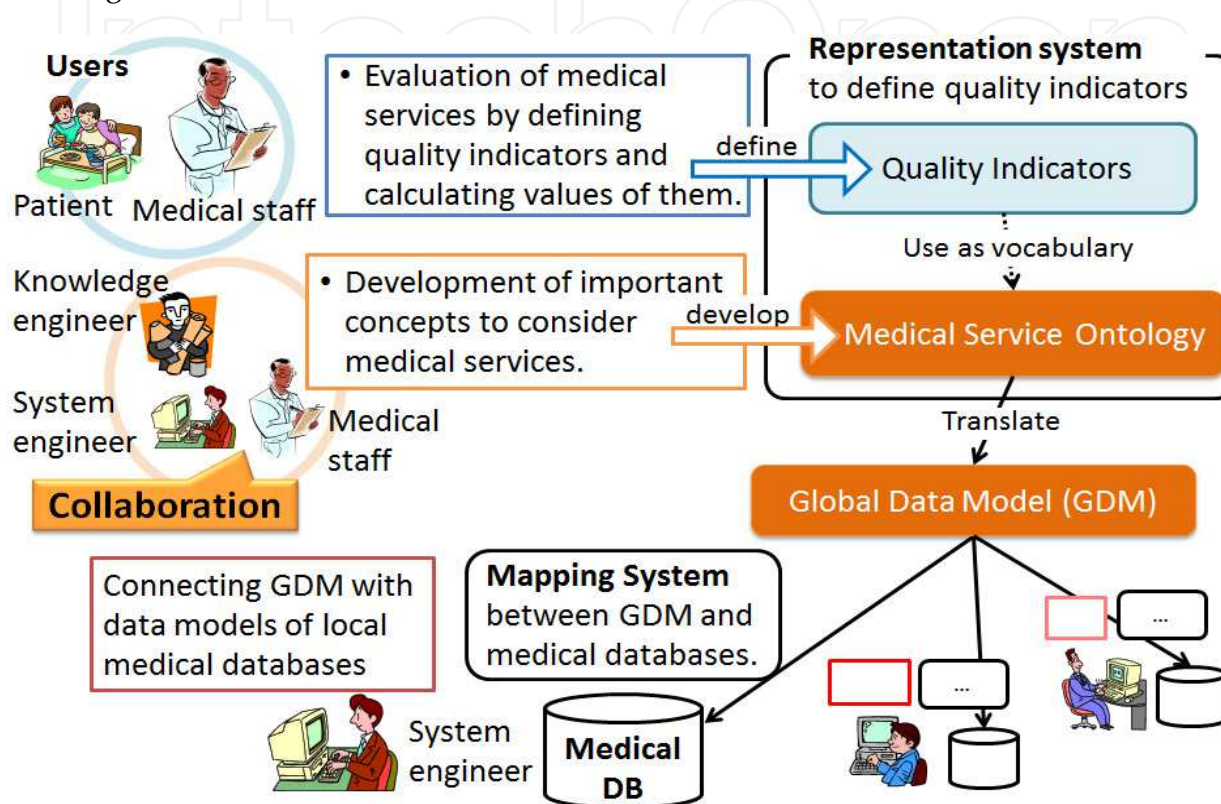 Users
Patient
Medical staff
• Evaluation of medical
services by defining
quality indicators and
calculating values of them.
define
Representation system
to define quality indicators
Quality Indicators
Use as vocabulary
Knowledge
engineer
System
engineer
Medical
staff
Collaboration
• Development of important
concepts to consider
medical services.
develop
Medical Service Ontology
Translate
Global Data Model (GDM)
Connecting GDM with
data models of local
medical databases
System
engineer
Mapping System
between GDM and
medical databases.
Medical
DB
...
...